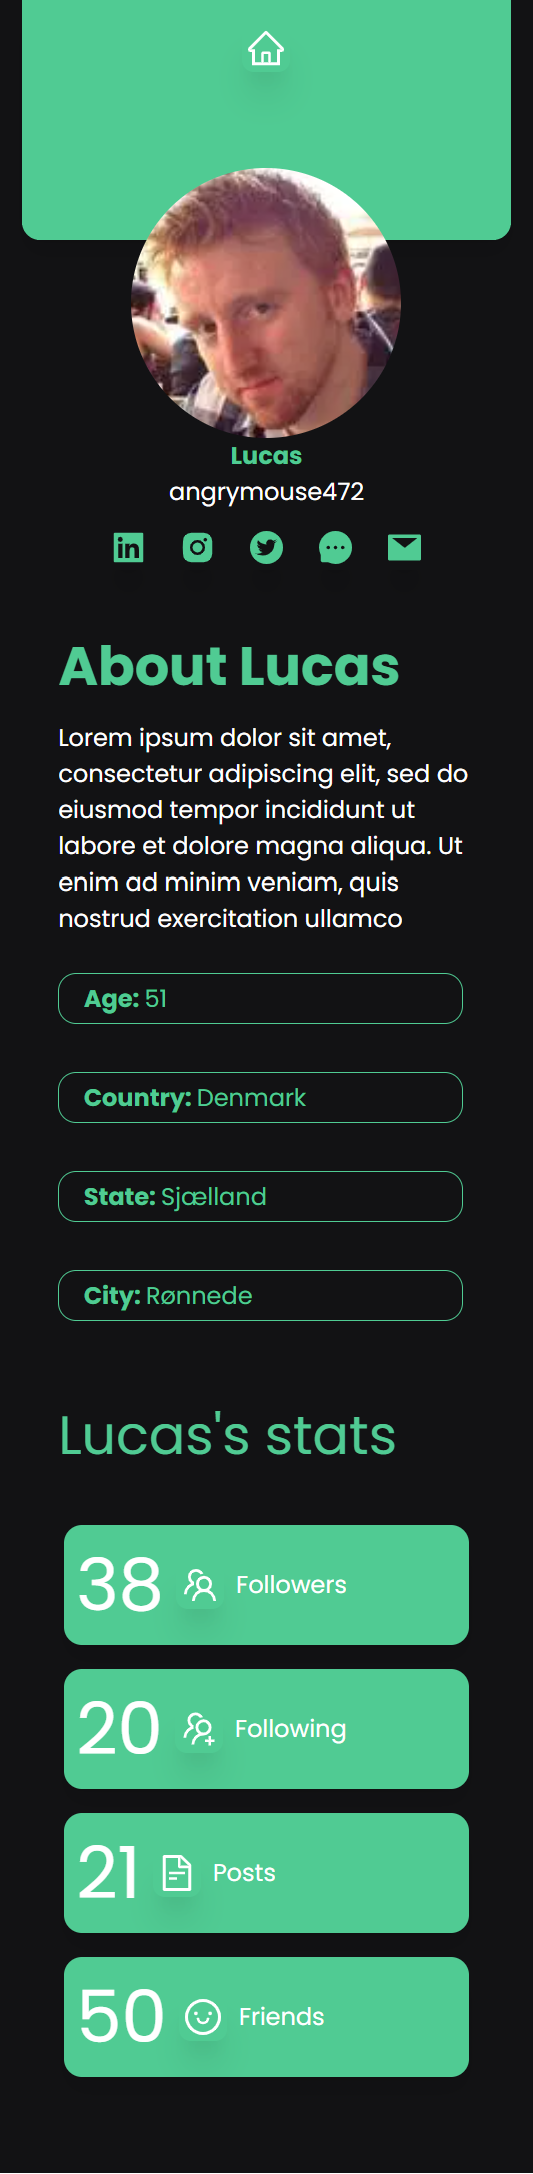 Lucas
angrymouse472
in
About Lucas
Lorem ipsum dolor sit amet,
consectetur adipiscing elit, sed do
eiusmod tempor incididunt ut
labore et dolore magna aliqua. Ut
enim ad minim veniam, quis
nostrud exercitation ullamco
Age: 51
Country: Denmark
State: Sjælland
City: Rønnede
Lucas's stats
38 Followers
20 Following
21 Posts
50 Friends